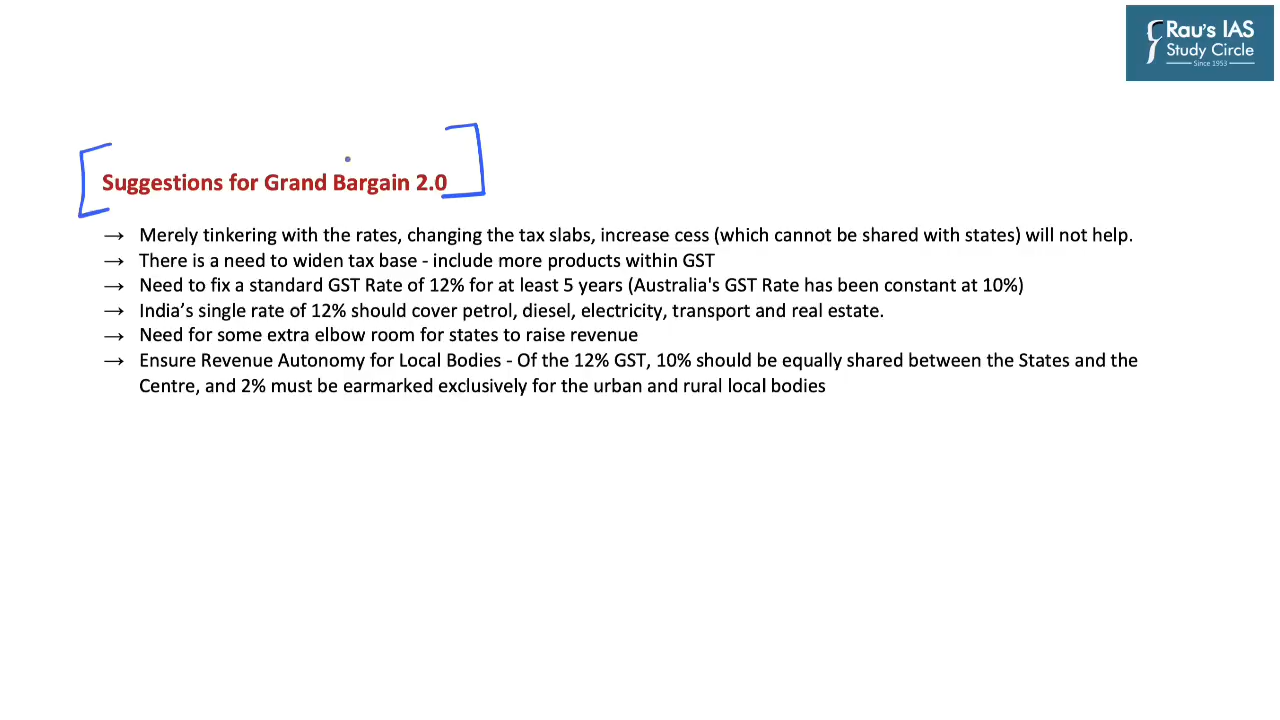 Rau's IAS
Study Circle
Since 1953
Suggestions for Grand Bargain 2.0
→ Merely tinkering with the rates, changing the tax slabs, increase cess (which cannot be shared with states) will not help.
→ There is a need to widen tax base - include more products within GST
→ Need to fix a standard GST Rate of 12% for at least 5 years (Australia's GST Rate has been constant at 10%)
→ India’s single rate of 12% should cover petrol, diesel, electricity, transport and real estate.
→ Need for some extra elbow room for states to raise revenue
→ Ensure Revenue Autonomy for Local Bodies - Of the 12% GST, 10% should be equally shared between the States and the
Centre, and 2% must be earmarked exclusively for the urban and rural local bodies